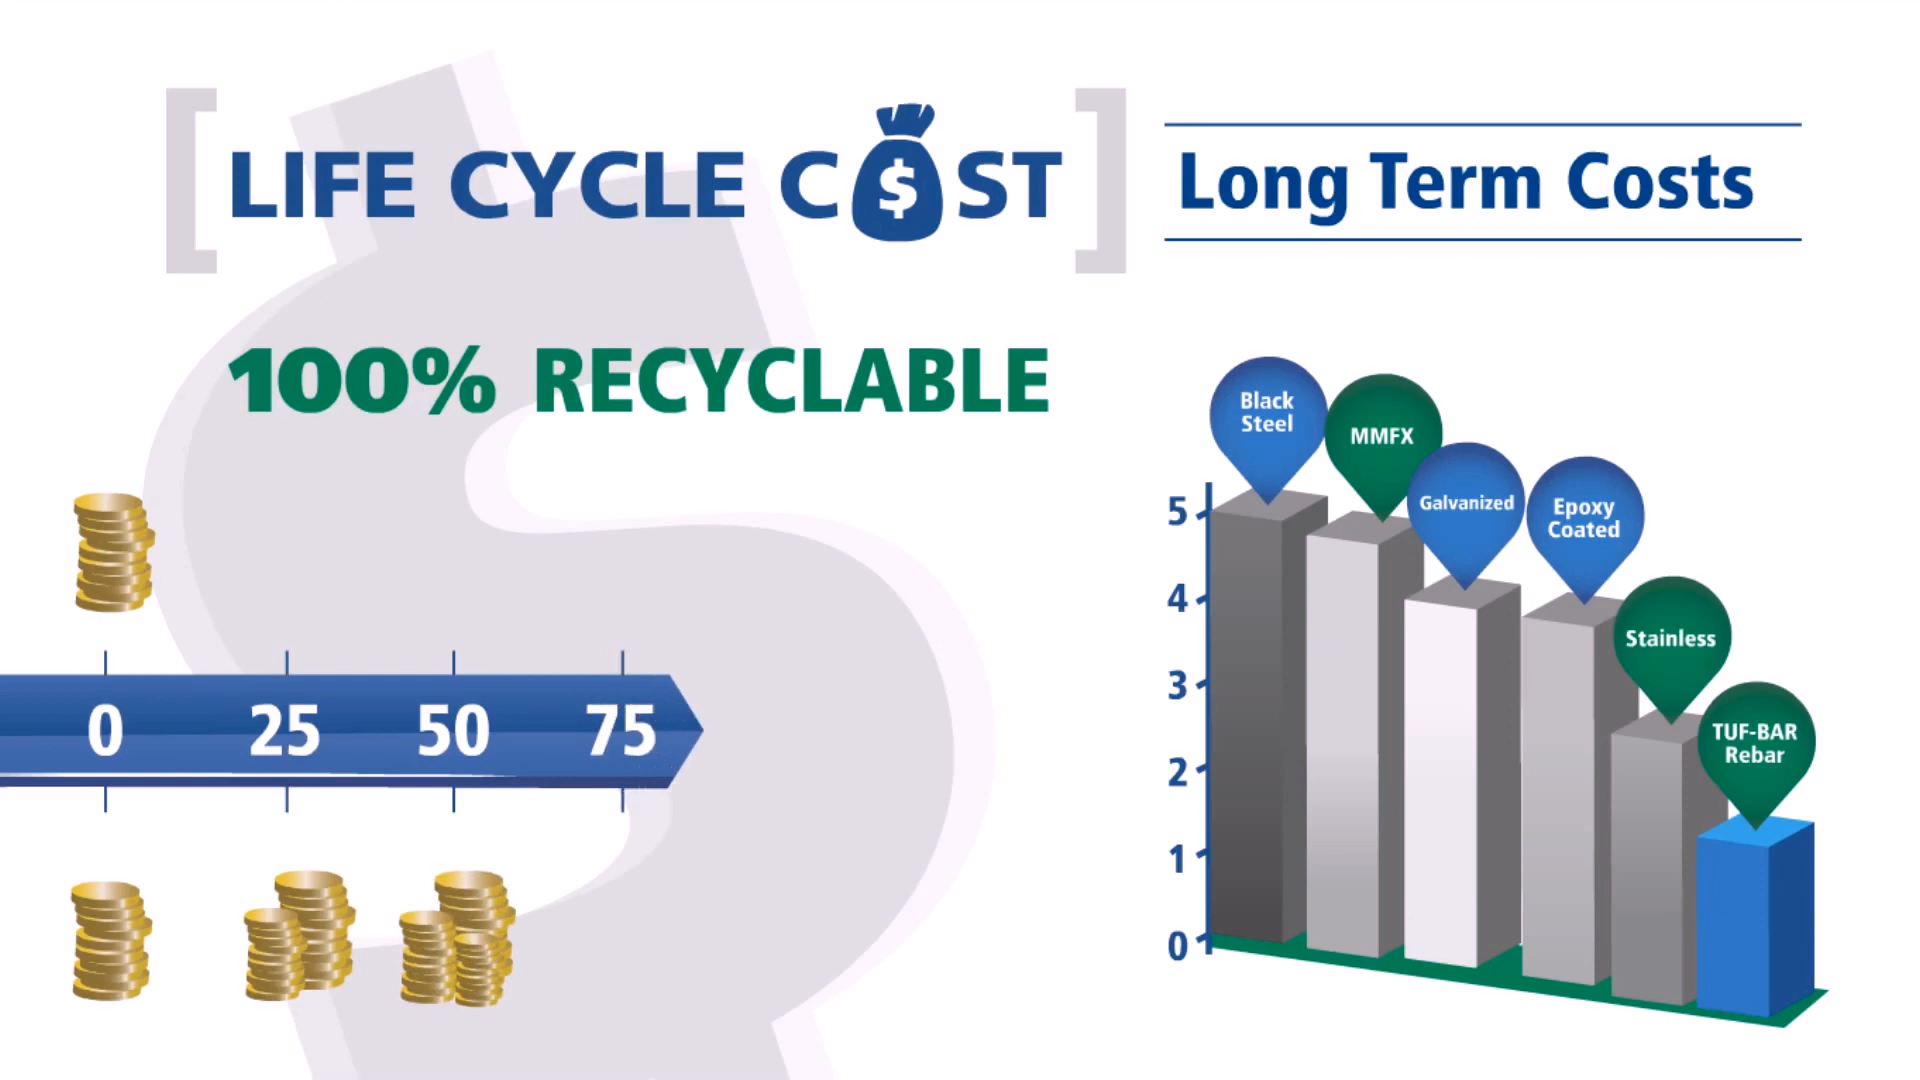 LIFE CYCLE COST
Long Term Costs
100% RECYCLABLE
0 25 50 75
Black
Steel
MMFX
Galvanized
Epoxy
Coated
Stainless
TUF-BAR
Rebar
5
4
3
2
1
0